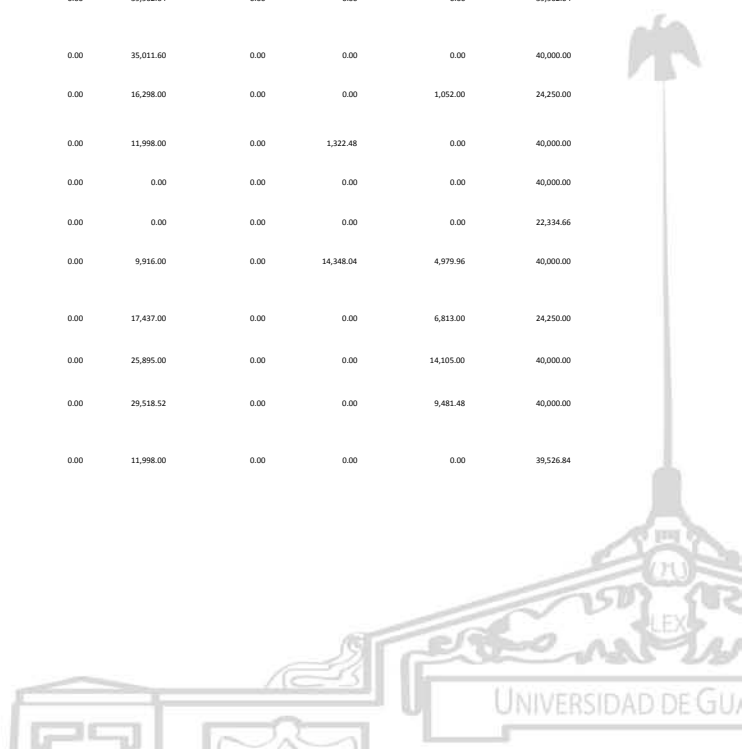 0.00 35,011.60 0.00 0.00 0.00 40,000.00
0.00 16,298.00 0.00 0.00 1,052.00 24,250.00
0.00 11,998.00 0.00 1,322.48 0.00 40,000.00
0.00 0.00 0.00 0.00 0.00 40,000.00
0.00 0.00 0.00 0.00 0.00 22,334.66
0.00 9,916.00 0.00 14,348.04 4,979.96 40,000.00
0.00 17,437.00 0.00 0.00 6,813.00 24,250.00
0.00 25,895.00 0.00 0.00 14,105.00 40,000.00
0.00 29,518.52 0.00 0.00 9,481.48 40,000.00
0.00 11,998.00 0.00 0.00 0.00 39,526.84
LEX
UNIVERSIDAD DE GUA